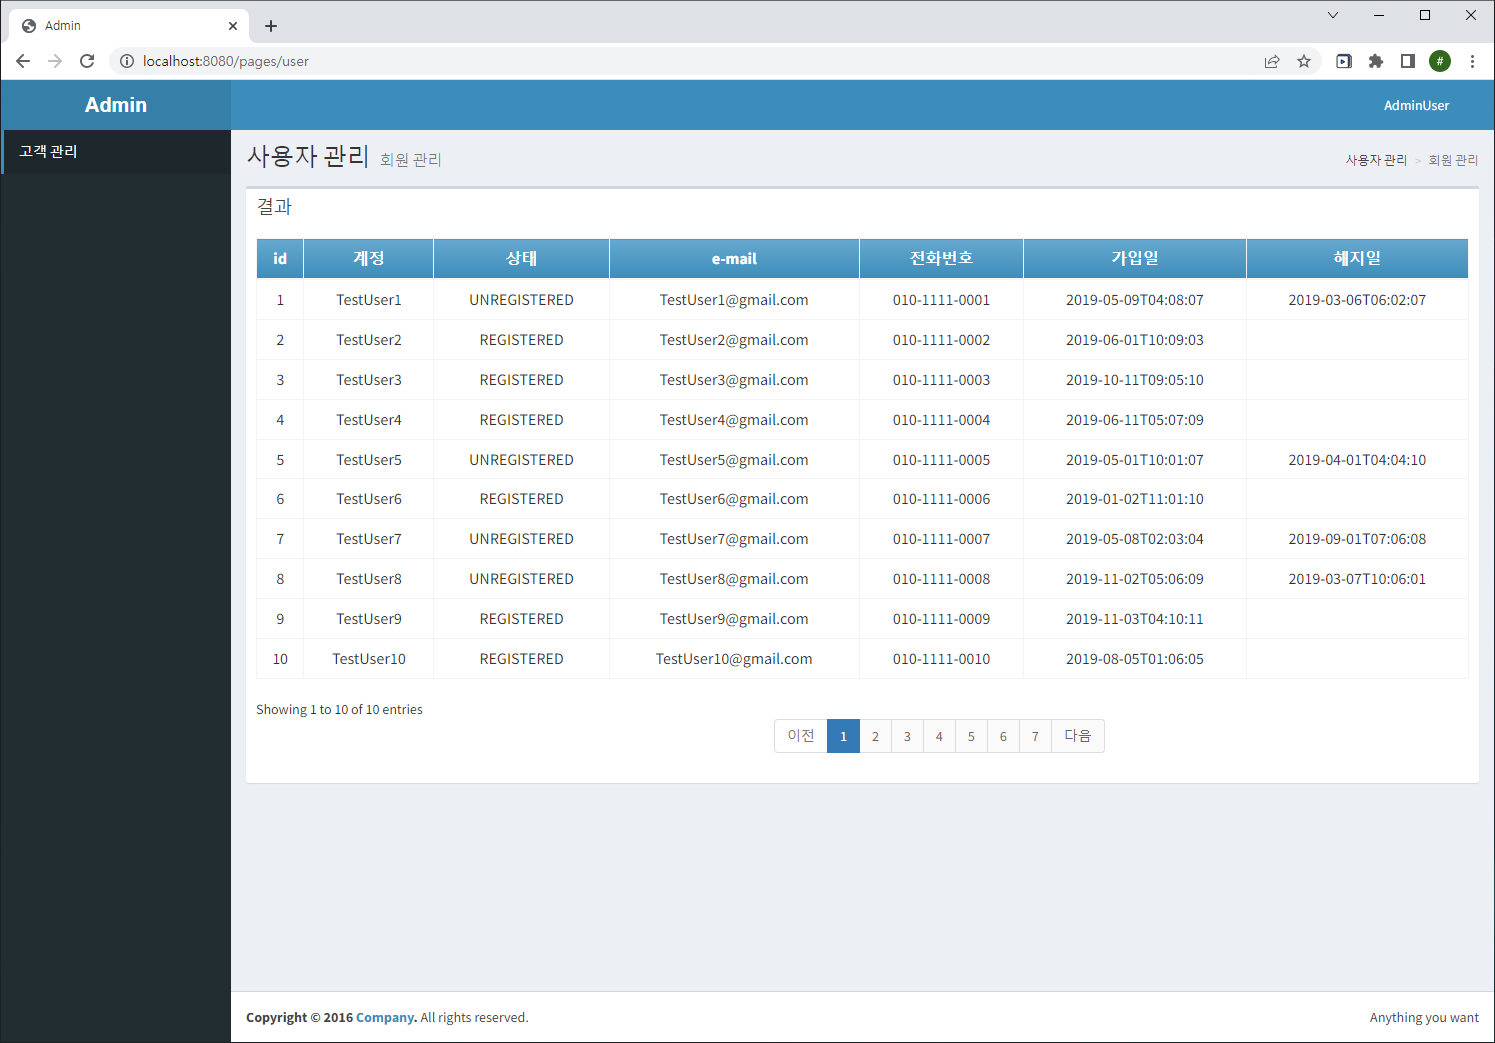 Admin
localhost:8080/pages/user
#
Admin
AdminUser
고객 관리
사용자 관리 회원 관리
사용자 관리 > 회원 관리
결과
id 계정 상태 e-mail 전화번호 가입일 헤지일
1 TestUser1 UNREGISTERED TestUser1@gmail.com 010-1111-0001 2019-05-09T04:08:07 2019-03-06T06:02:07
2 TestUser2 REGISTERED TestUser2@gmail.com 010-1111-0002 2019-06-01T10:09:03
3 TestUser3 REGISTERED TestUser3@gmail.com 010-1111-0003 2019-10-11T09:05:10
4 TestUser4 REGISTERED TestUser4@gmail.com 010-1111-0004 2019-06-11T05:07:09
5 TestUser5 UNREGISTERED TestUser5@gmail.com 010-1111-0005 2019-05-01T10:01:07 2019-04-01T04:04:10
6 TestUser6 REGISTERED TestUser6@gmail.com 010-1111-0006 2019-01-02T11:01:10
7 TestUser7 UNREGISTERED TestUser7@gmail.com 010-1111-0007 2019-05-08T02:03:04 2019-09-01T07:06:08
8 TestUser8 UNREGISTERED TestUser8@gmail.com 010-1111-0008 2019-11-02T05:06:09 2019-03-07T10:06:01
9 TestUser9 REGISTERED TestUser9@gmail.com 010-1111-0009 2019-11-03T04:10:11
10 TestUser10 REGISTERED TestUser10@gmail.com 010-1111-0010 2019-08-05T01:06:05
Showing 1 to 10 of 10 entries
이전 1 2 3 4 5 6 7 다음
Copyright © 2016 Company. All rights reserved.
Anything you want